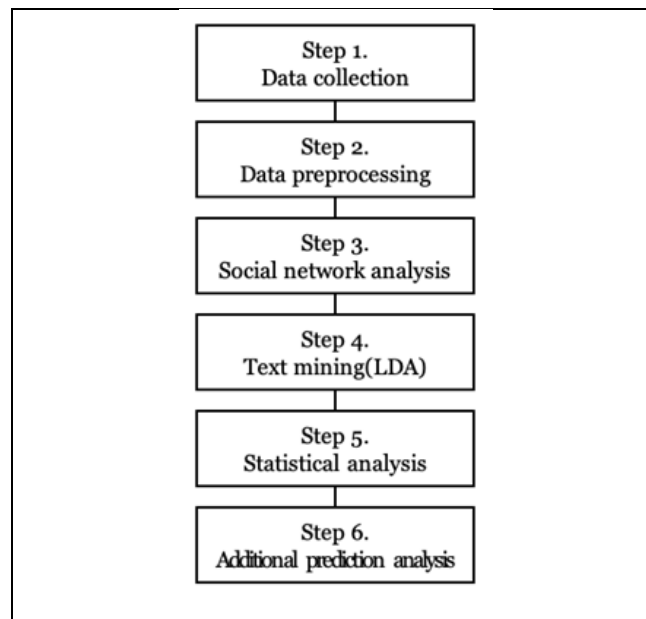 Step 1.
Data collection
Step 2.
Data preprocessing
Step 3.
Social network analysis
Step 4.
Text mining(LDA)
Step 5.
Statistical analysis
Step 6.
Additional prediction analysis